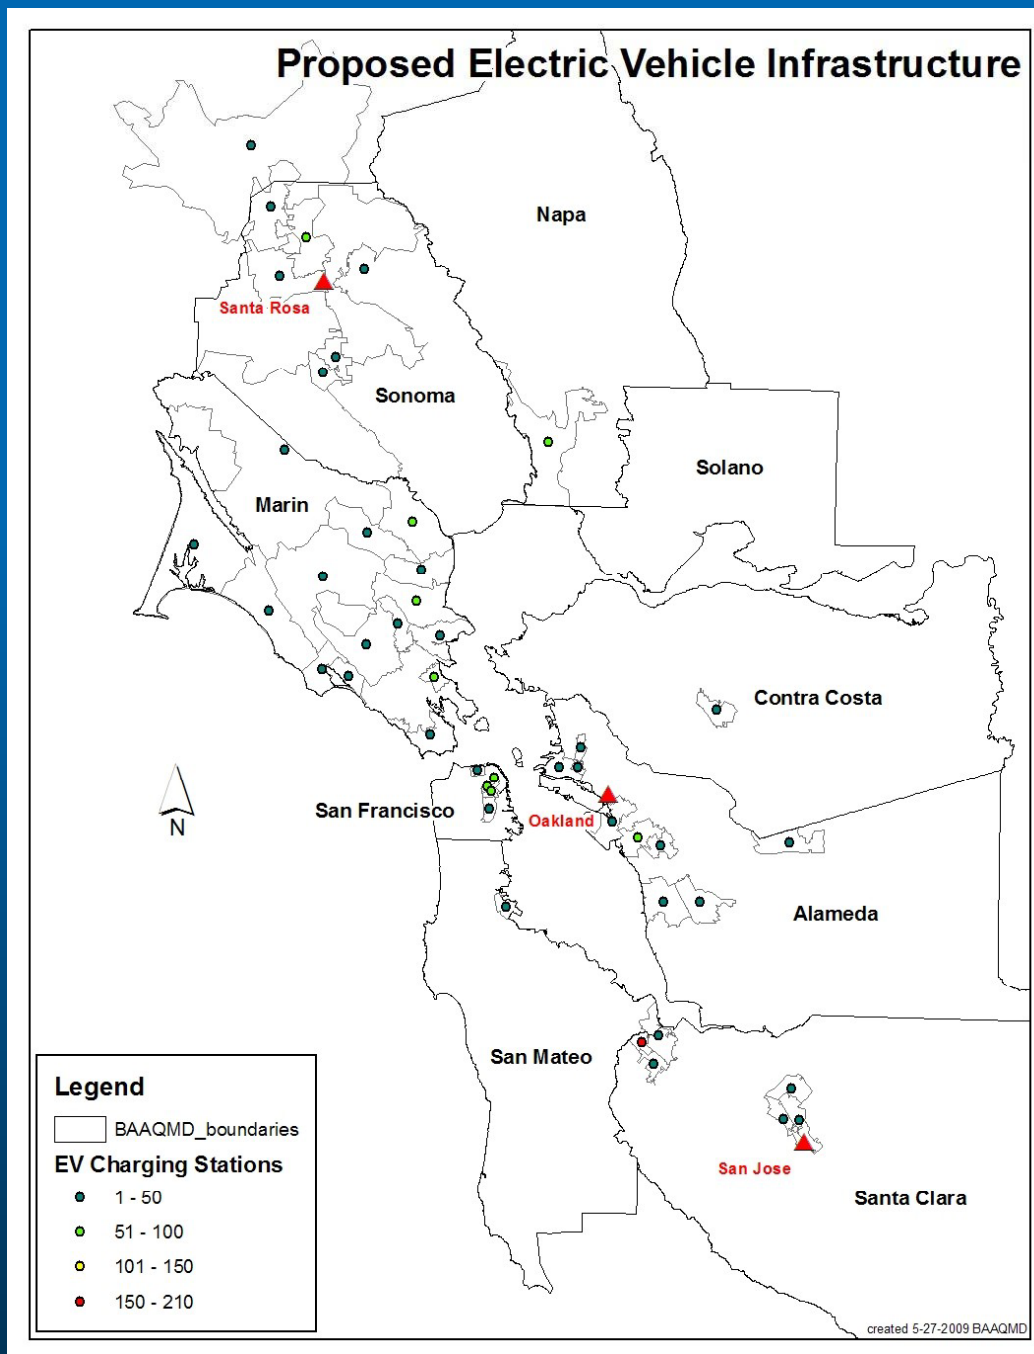 Proposed Electric Vehicle Infrastructure
Napa
Santa Rosa
Sonoma
Solano
Marin
Contra Costa
San Francisco
Oakland
N
Alameda
San Mateo
San Jose
Santa Clara
Legend
BAAQMD_boundaries
EV Charging Stations
1 - 50
51 - 100
101 - 150
150 - 210
created 5-27-2009 BAAQMD